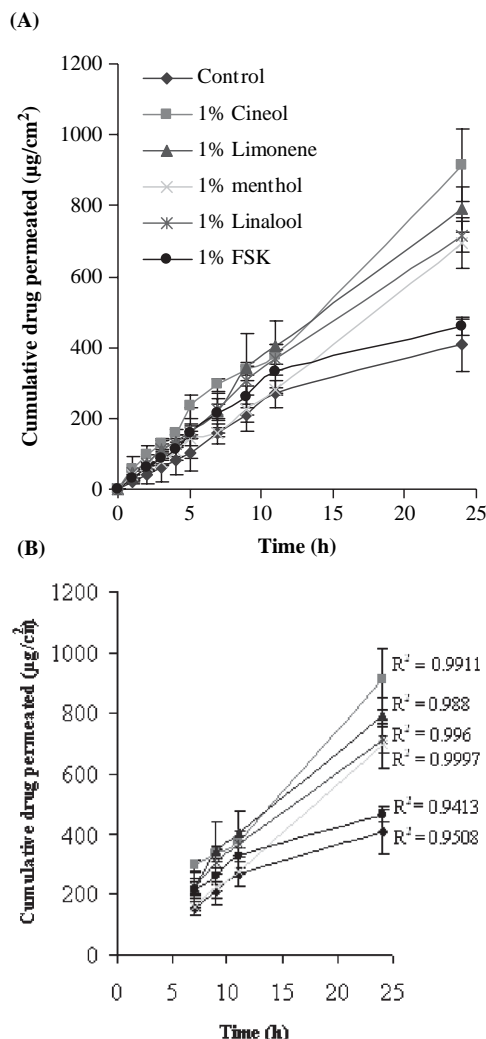 (A)
1200
1000
800
600
400
200
0
Cumulative drug permeated (µg/cm²)
Control
1% Cineol
1% Limonene
1% menthol
1% Linalool
1% FSK
0 5 10 15 20 25
Time (h)
(B)
1200
1000
800
600
400
200
0
Cumulative drug permeated (µg/cm²)
R² = 0.9911
R² = 0.988
R² = 0.996
R² = 0.9997
R² = 0.9413
R² = 0.9508
0 5 10 15 20 25
Time (h)